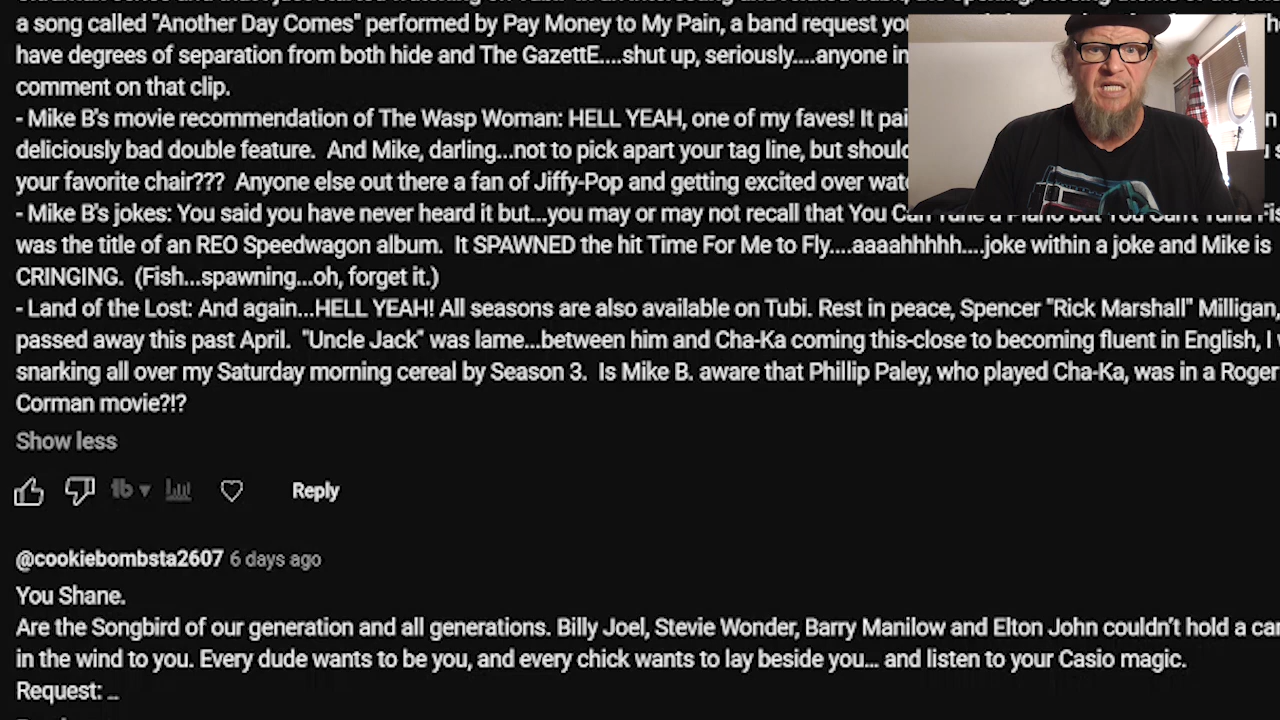 a song called "Another Day Comes" performed by Pay Money to My Pain, a band request
have degrees of separation from both hide and The GazettE....shut up, seriously....anyone
comment on that clip.
- Mike B's movie recommendation of The Wasp Woman: HELL YEAH, one of my faves! It
deliciously bad double feature.  And Mike, darling...not to pick apart your tag line, but
your favorite chair???  Anyone else out there a fan of Jiffy-Pop and getting excited over
- Mike B's jokes: You said you have never heard it but...you may or may not recall that You Can Tune a Piano but You Can't Tuna
was the title of an REO Speedwagon album.  It SPAWNED the hit Time For Me to Fly....aaaahhhhh....joke within a joke and Mike is
CRINGING.  (Fish...spawning...oh, forget it.)
- Land of the Lost: And again...HELL YEAH! All seasons are also available on Tubi. Rest in peace, Spencer "Rick Marshall" Milligan,
passed away this past April.  "Uncle Jack" was lame...between him and Cha-Ka coming this-close to becoming fluent in English, I
snarking all over my Saturday morning cereal by Season 3.  Is Mike B. aware that Phillip Paley, who played Cha-Ka, was in a Roger
Corman movie?!?
Show less
Reply
@cookiebombsta2607 6 days ago
You Shane.
Are the Songbird of our generation and all generations. Billy Joel, Stevie Wonder, Barry Manilow and Elton John couldn't hold a
in the wind to you. Every dude wants to be you, and every chick wants to lay beside you... and listen to your Casio magic.
Request: ...